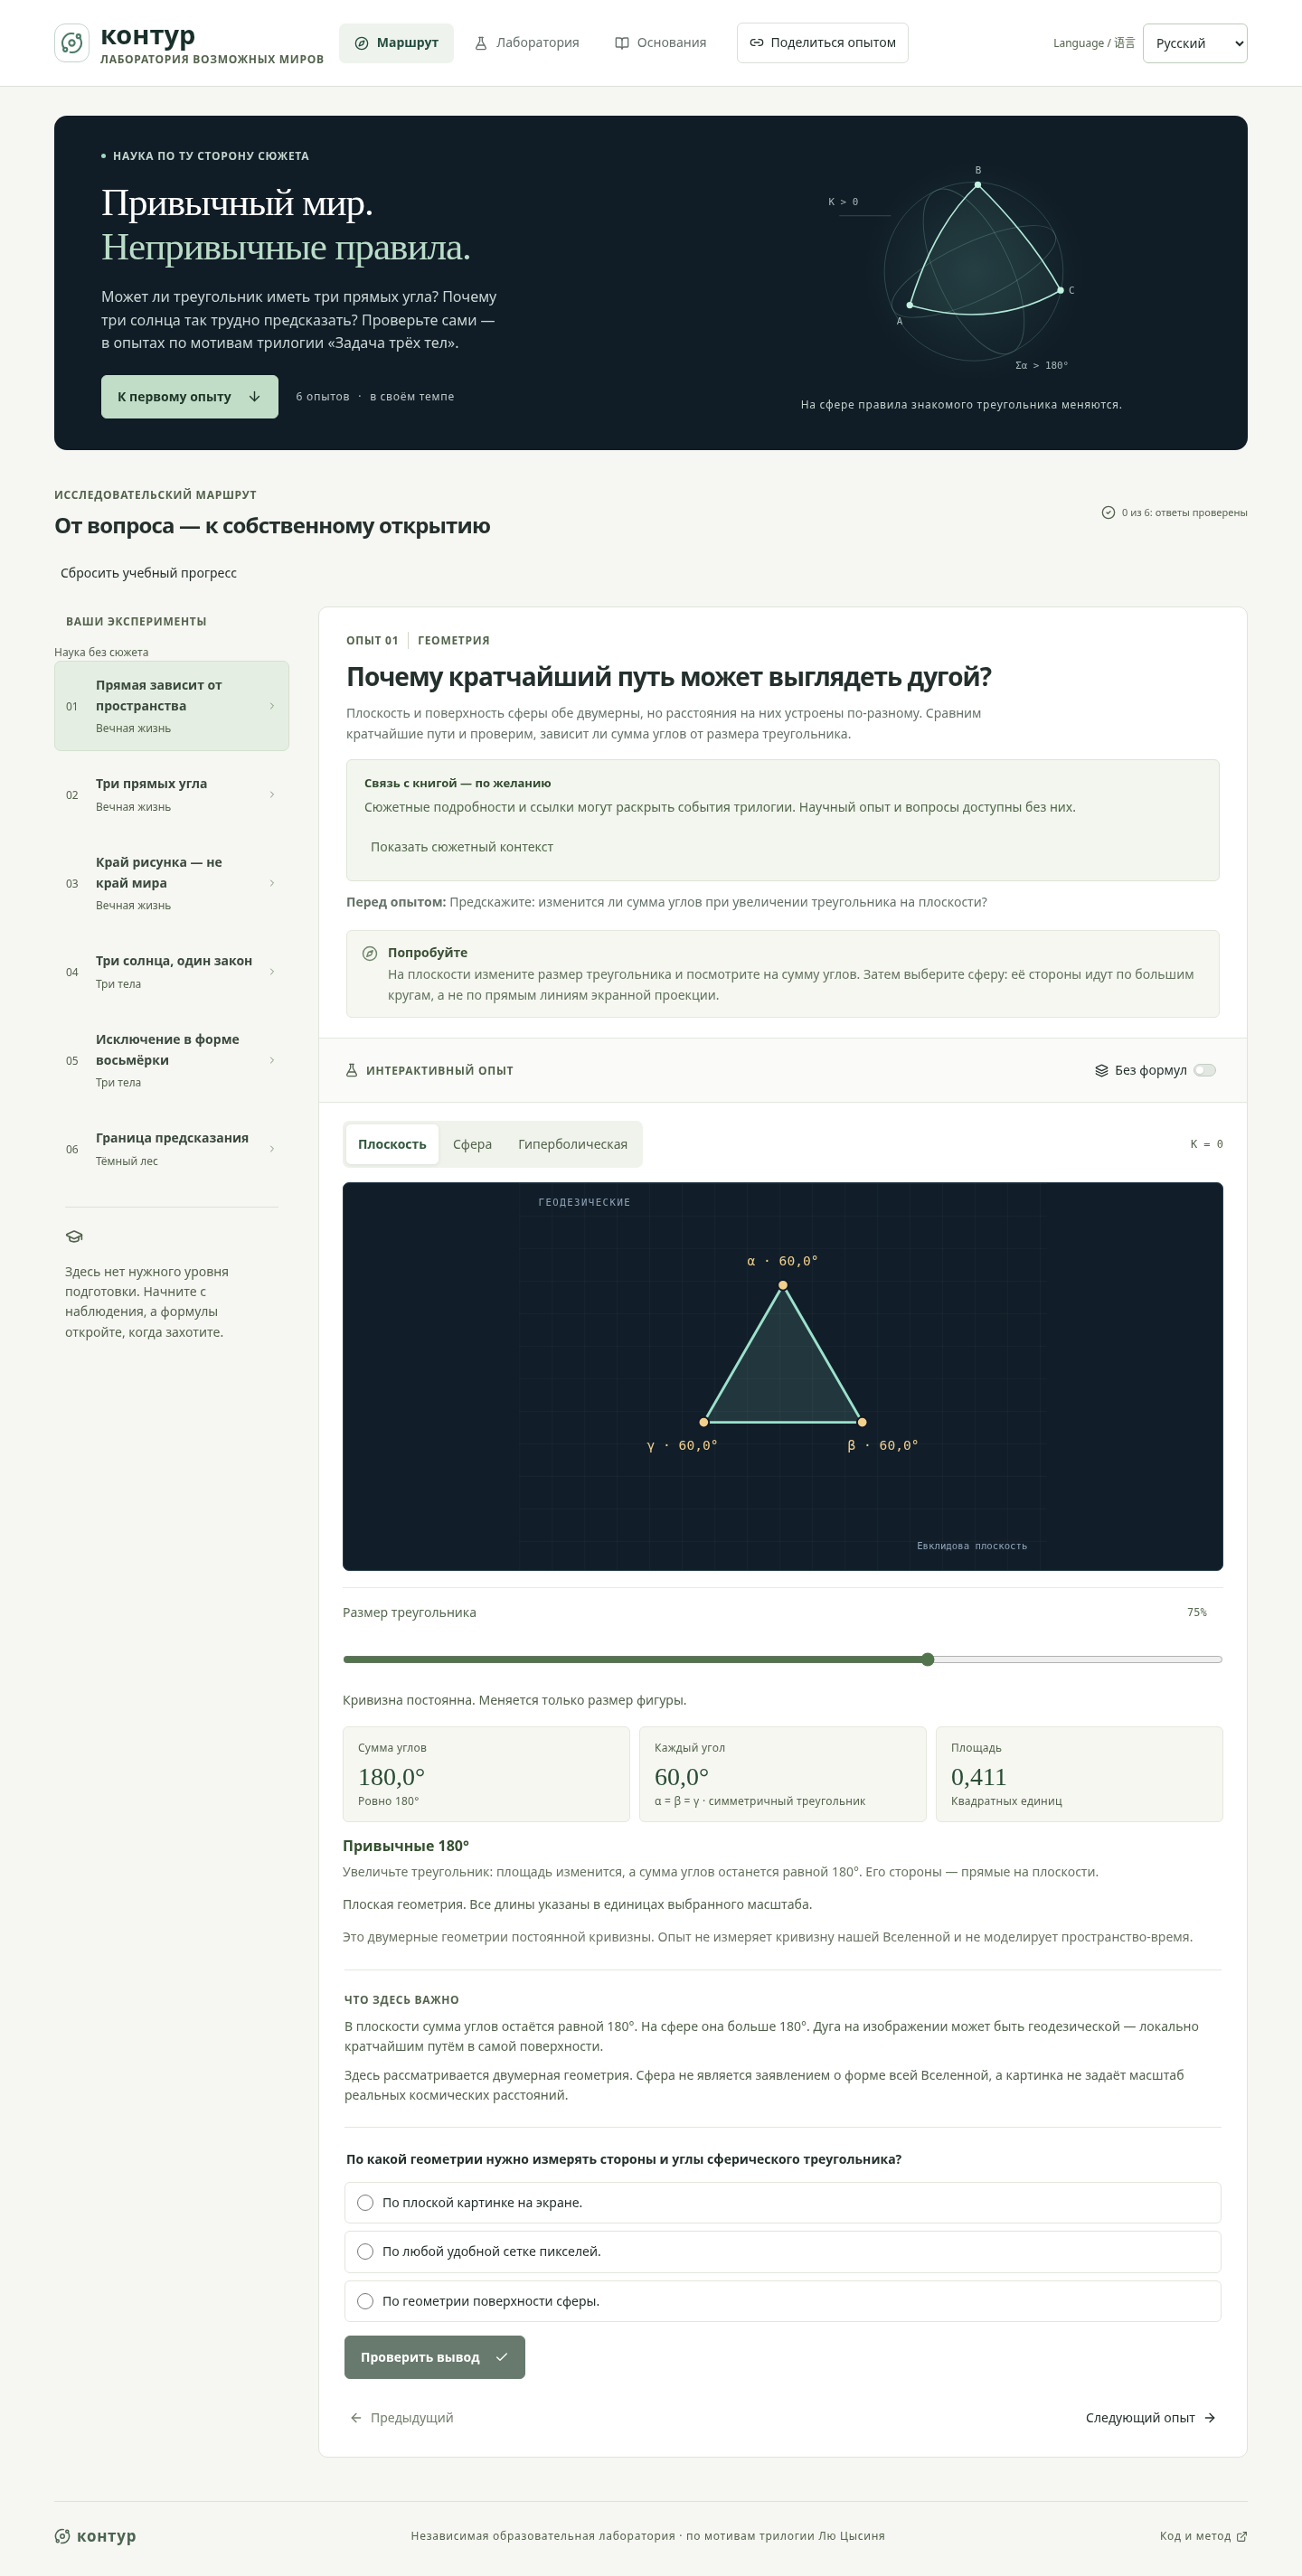 контур
ЛАБОРАТОРИЯ ВОЗМОЖНЫХ МИРОВ
Маршрут
Лаборатория
Основания
Поделиться опытом
Language / 语言
Русский
НАУКА ПО ТУ СТОРОНУ СЮЖЕТА
Привычный мир.
Непривычные правила.
Может ли треугольник иметь три прямых угла? Почему
три солнца так трудно предсказать? Проверьте сами —
в опытах по мотивам трилогии «Задача трёх тел».
К первому опыту
6 опытов · в своём темпе
K > 0
B
C
A
Σα > 180°
На сфере правила знакомого треугольника меняются.
ИССЛЕДОВАТЕЛЬСКИЙ МАРШРУТ
От вопроса — к собственному открытию
0 из 6: ответы проверены
Сбросить учебный прогресс
ВАШИ ЭКСПЕРИМЕНТЫ
Наука без сюжета
01
Прямая зависит от
пространства
Вечная жизнь
02
Три прямых угла
Вечная жизнь
03
Край рисунка — не
край мира
Вечная жизнь
04
Три солнца, один закон
Три тела
05
Исключение в форме
восьмёрки
Три тела
06
Граница предсказания
Тёмный лес
Здесь нет нужного уровня
подготовки. Начните с
наблюдения, а формулы
откройте, когда захотите.
ОПЫТ 01
ГЕОМЕТРИЯ
Почему кратчайший путь может выглядеть дугой?
Плоскость и поверхность сферы обе двумерны, но расстояния на них устроены по-разному. Сравним
кратчайшие пути и проверим, зависит ли сумма углов от размера треугольника.
Связь с книгой — по желанию
Сюжетные подробности и ссылки могут раскрыть события трилогии. Научный опыт и вопросы доступны без них.
Показать сюжетный контекст
Перед опытом: Предскажите: изменится ли сумма углов при увеличении треугольника на плоскости?
Попробуйте
На плоскости измените размер треугольника и посмотрите на сумму углов. Затем выберите сферу: её стороны идут по большим
кругам, а не по прямым линиям экранной проекции.
ИНТЕРАКТИВНЫЙ ОПЫТ
Без формул
Плоскость
Сфера
Гиперболическая
K = 0
ГЕОДЕЗИЧЕСКИЕ
α · 60,0°
γ · 60,0°
β · 60,0°
Евклидова плоскость
Размер треугольника
75%
Кривизна постоянна. Меняется только размер фигуры.
Сумма углов
180,0°
Ровно 180°
Каждый угол
60,0°
α = β = γ · симметричный треугольник
Площадь
0,411
Квадратных единиц
Привычные 180°
Увеличьте треугольник: площадь изменится, а сумма углов останется равной 180°. Его стороны — прямые на плоскости.
Плоская геометрия. Все длины указаны в единицах выбранного масштаба.
Это двумерные геометрии постоянной кривизны. Опыт не измеряет кривизну нашей Вселенной и не моделирует пространство-время.
ЧТО ЗДЕСЬ ВАЖНО
В плоскости сумма углов остаётся равной 180°. На сфере она больше 180°. Дуга на изображении может быть геодезической — локально
кратчайшим путём в самой поверхности.
Здесь рассматривается двумерная геометрия. Сфера не является заявлением о форме всей Вселенной, а картинка не задаёт масштаб
реальных космических расстояний.
По какой геометрии нужно измерять стороны и углы сферического треугольника?
По плоской картинке на экране.
По любой удобной сетке пикселей.
По геометрии поверхности сферы.
Проверить вывод
Предыдущий
Следующий опыт
контур
Независимая образовательная лаборатория · по мотивам трилогии Лю Цысиня
Код и метод